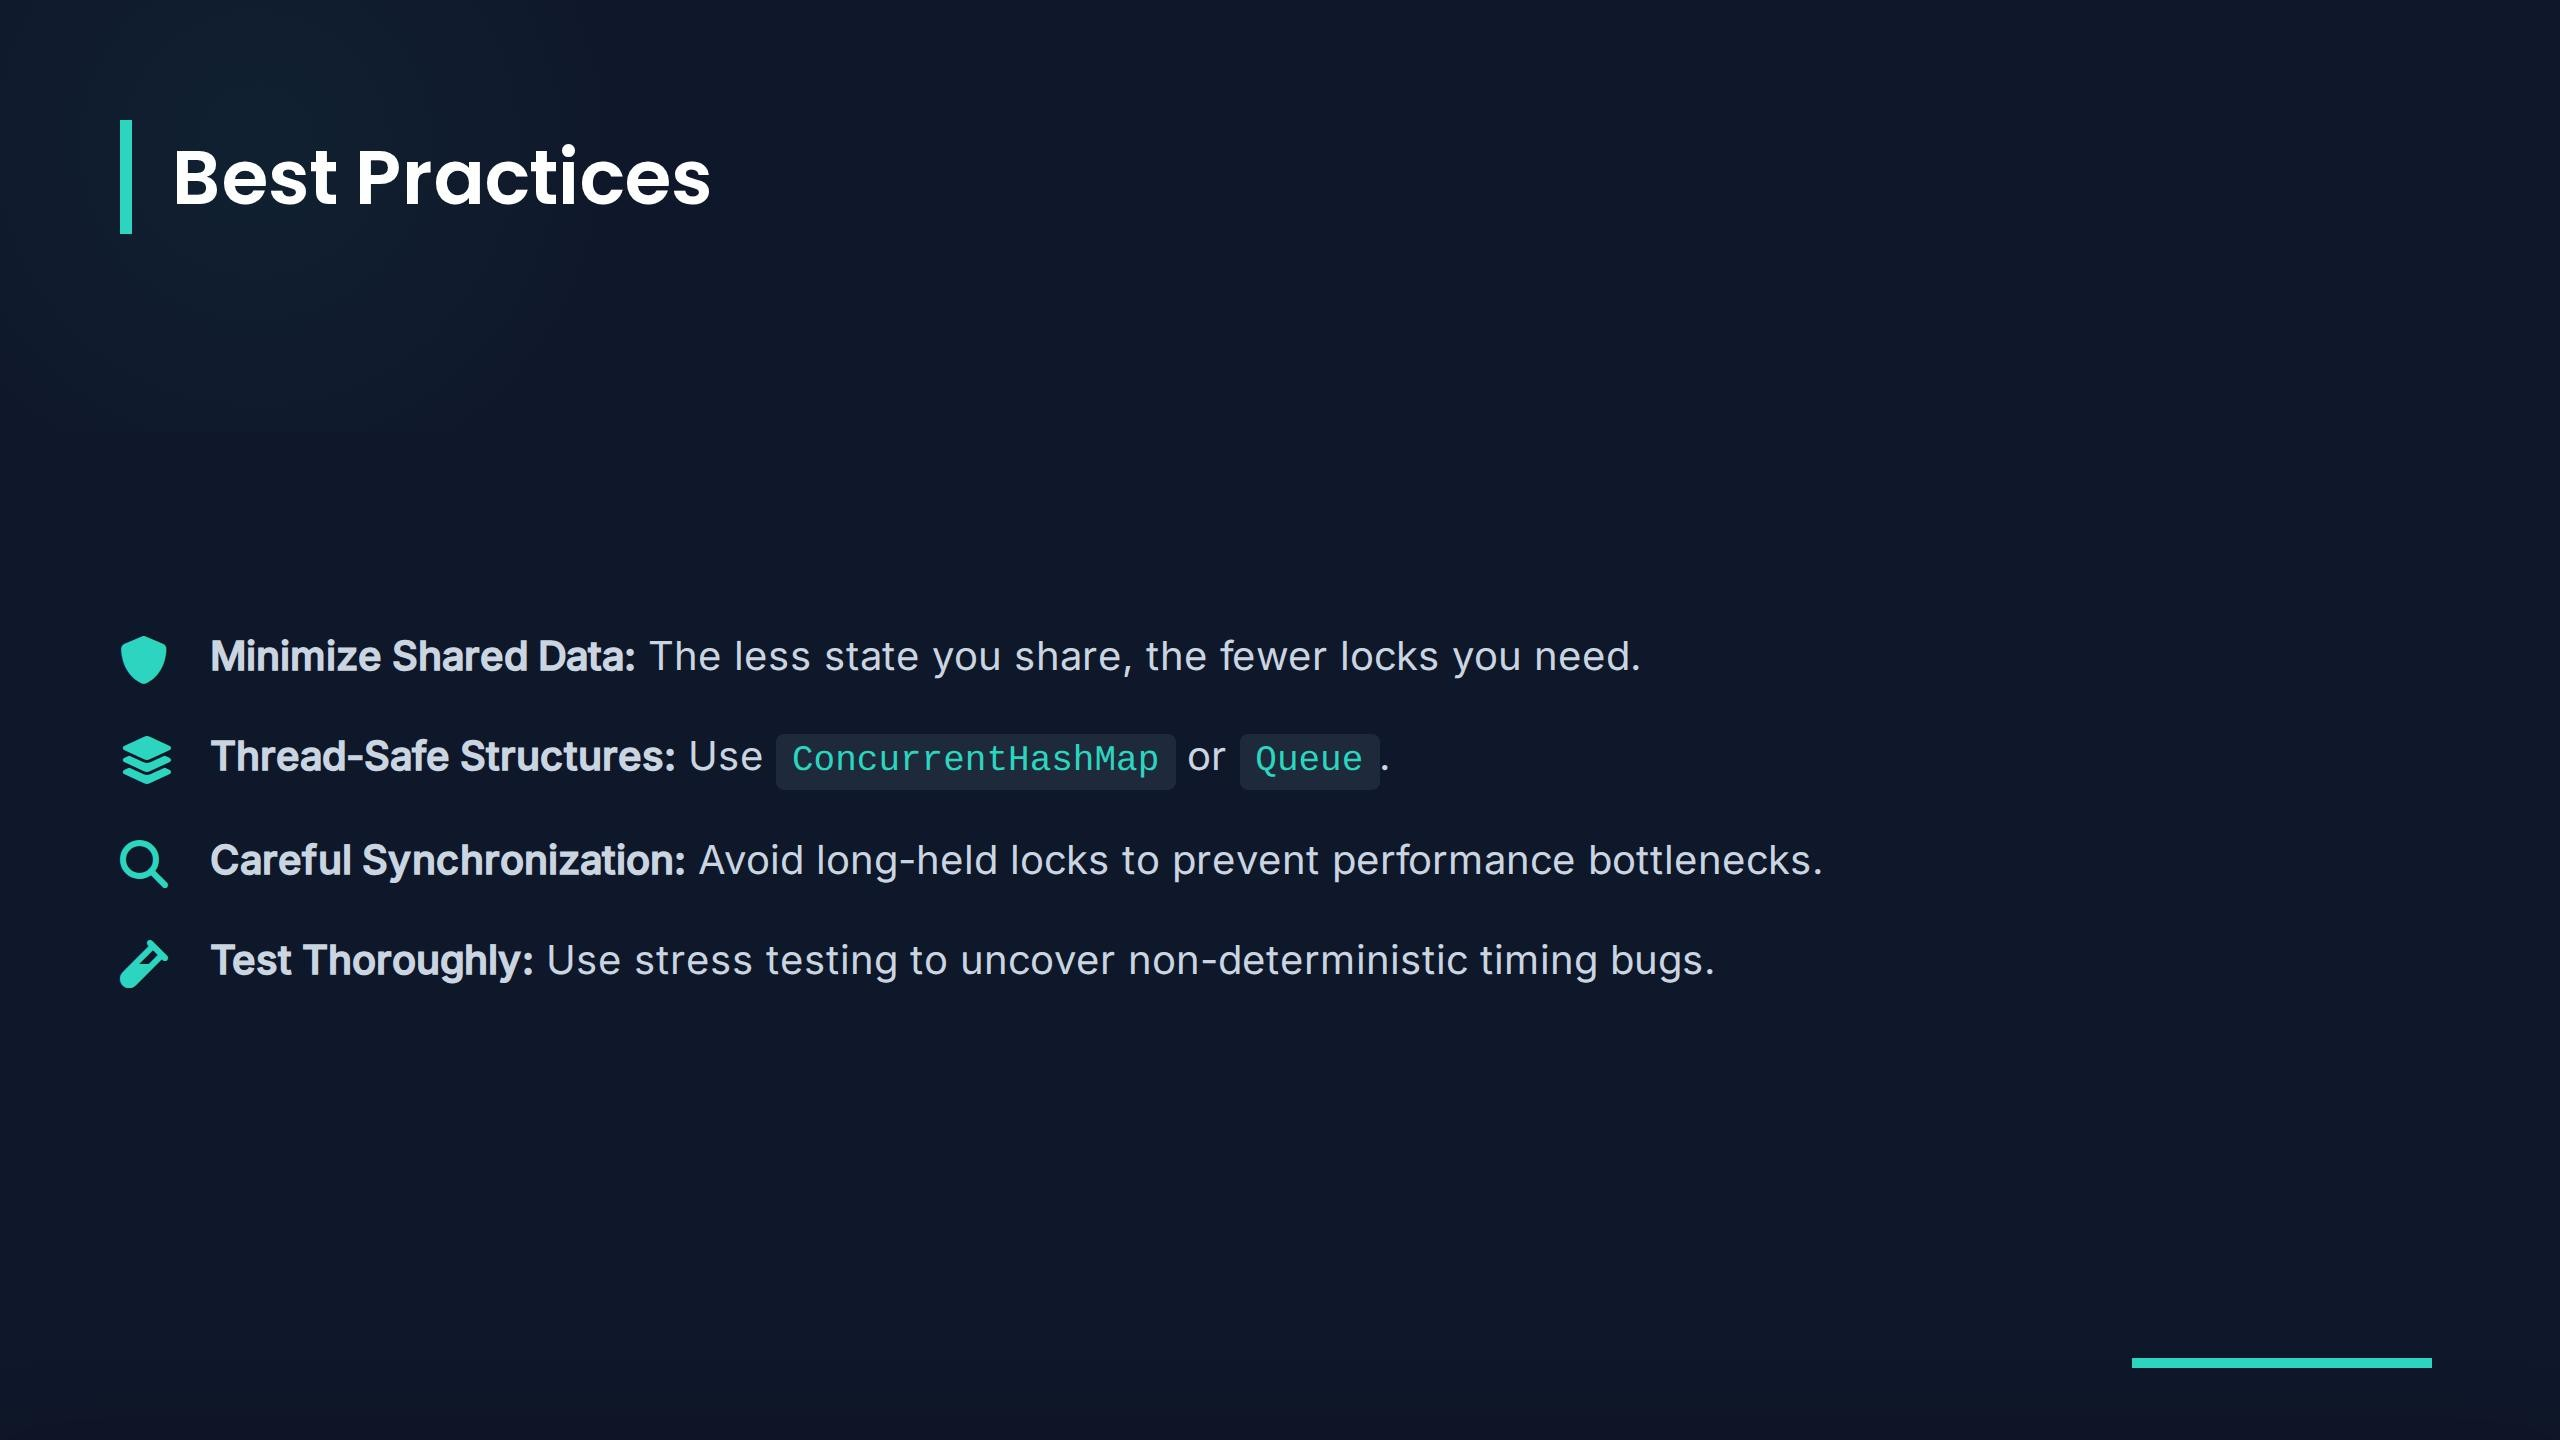 Best Practices
Minimize Shared Data: The less state you share, the fewer locks you need.
Thread-Safe Structures: Use ConcurrentHashMap or Queue.
Careful Synchronization: Avoid long-held locks to prevent performance bottlenecks.
Test Thoroughly: Use stress testing to uncover non-deterministic timing bugs.